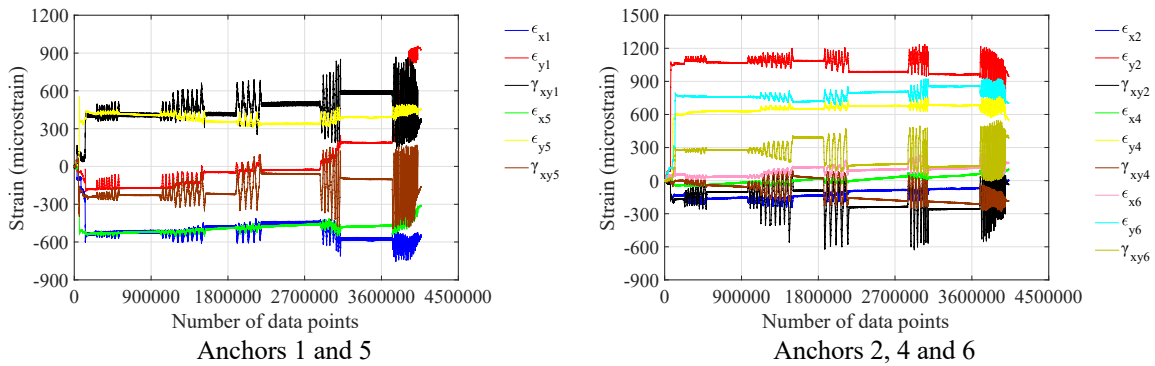 1200
900
600
300
0
-300
-600
-900
Strain (microstrain)
0 900000 1800000 2700000 3600000 4500000
Number of data points
Anchors 1 and 5
ϵx1
ϵy1
γxy1
ϵx5
ϵy5
γxy5
1500
1200
900
600
300
0
-300
-600
-900
Strain (microstrain)
0 900000 1800000 2700000 3600000 4500000
Number of data points
Anchors 2, 4 and 6
ϵx2
ϵy2
γxy2
ϵx4
ϵy4
γxy4
ϵx6
ϵy6
γxy6